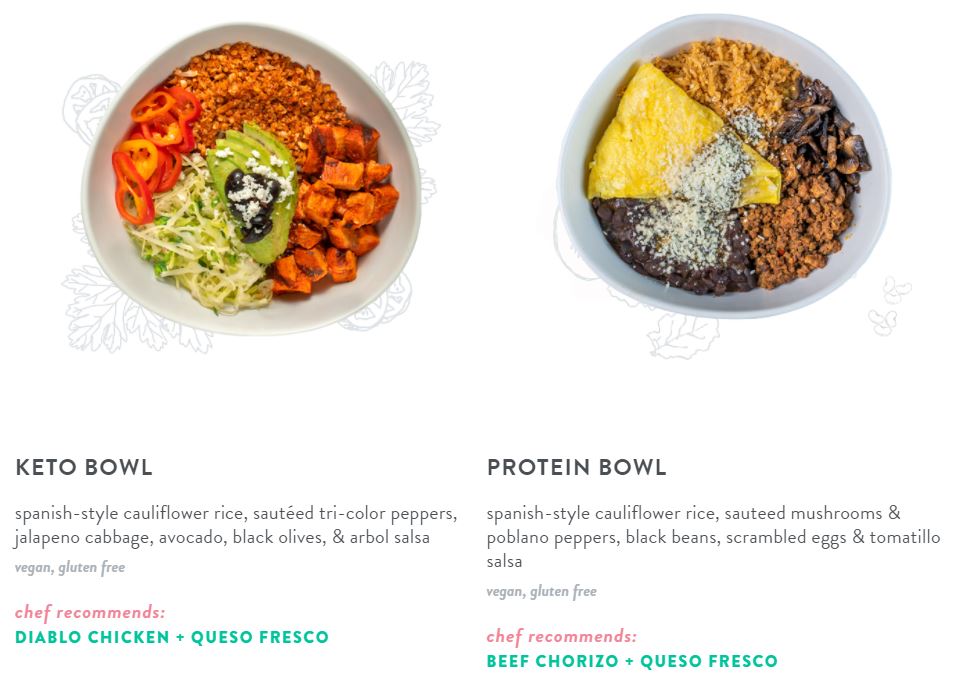 KETO BOWL
spanish-style cauliflower rice, sautéed tri-color peppers,
jalapeno cabbage, avocado, black olives, & arbol salsa
vegan, gluten free
chef recommends:
DIABLO CHICKEN + QUESO FRESCO
PROTEIN BOWL
spanish-style cauliflower rice, sauteed mushrooms &
poblano peppers, black beans, scrambled eggs & tomatillo
salsa
vegan, gluten free
chef recommends:
BEEF CHORIZO + QUESO FRESCO